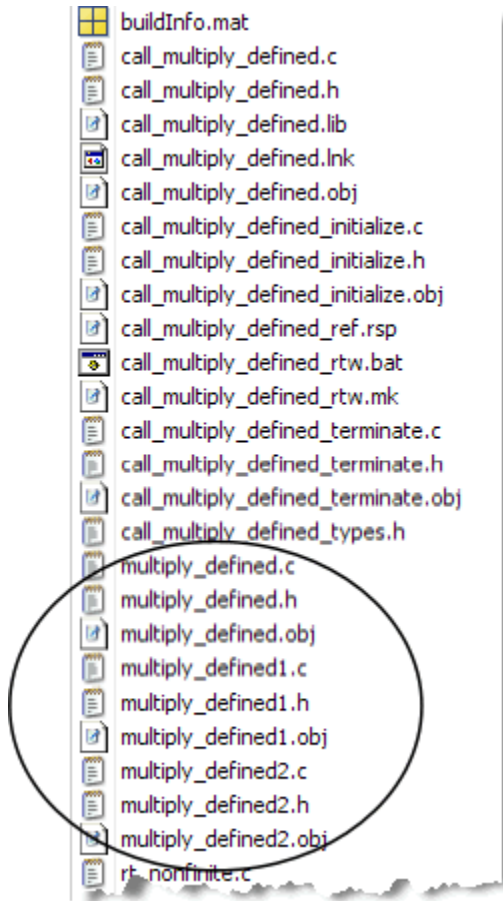 buildInfo.mat
call_multiply_defined.c
call_multiply_defined.h
call_multiply_defined.lib
call_multiply_defined.lnk
call_multiply_defined.obj
call_multiply_defined_initialize.c
call_multiply_defined_initialize.h
call_multiply_defined_initialize.obj
call_multiply_defined_ref.rsp
call_multiply_defined_rtw.bat
call_multiply_defined_rtw.mk
call_multiply_defined_terminate.c
call_multiply_defined_terminate.h
call_multiply_defined_terminate.obj
call_multiply_defined_types.h
multiply_defined.c
multiply_defined.h
multiply_defined.obj
multiply_defined1.c
multiply_defined1.h
multiply_defined1.obj
multiply_defined2.c
multiply_defined2.h
multiply_defined2.obj
rt_nonfinite.c